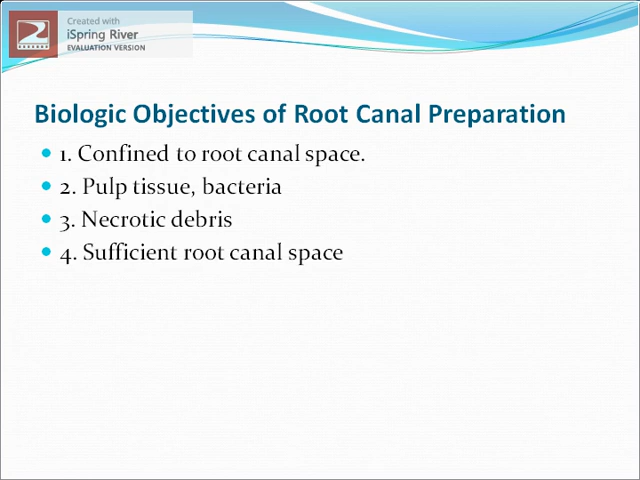 Created with
iSpring River
EVALUATION VERSION
Biologic Objectives of Root Canal Preparation
1. Confined to root canal space.
2. Pulp tissue, bacteria
3. Necrotic debris
4. Sufficient root canal space